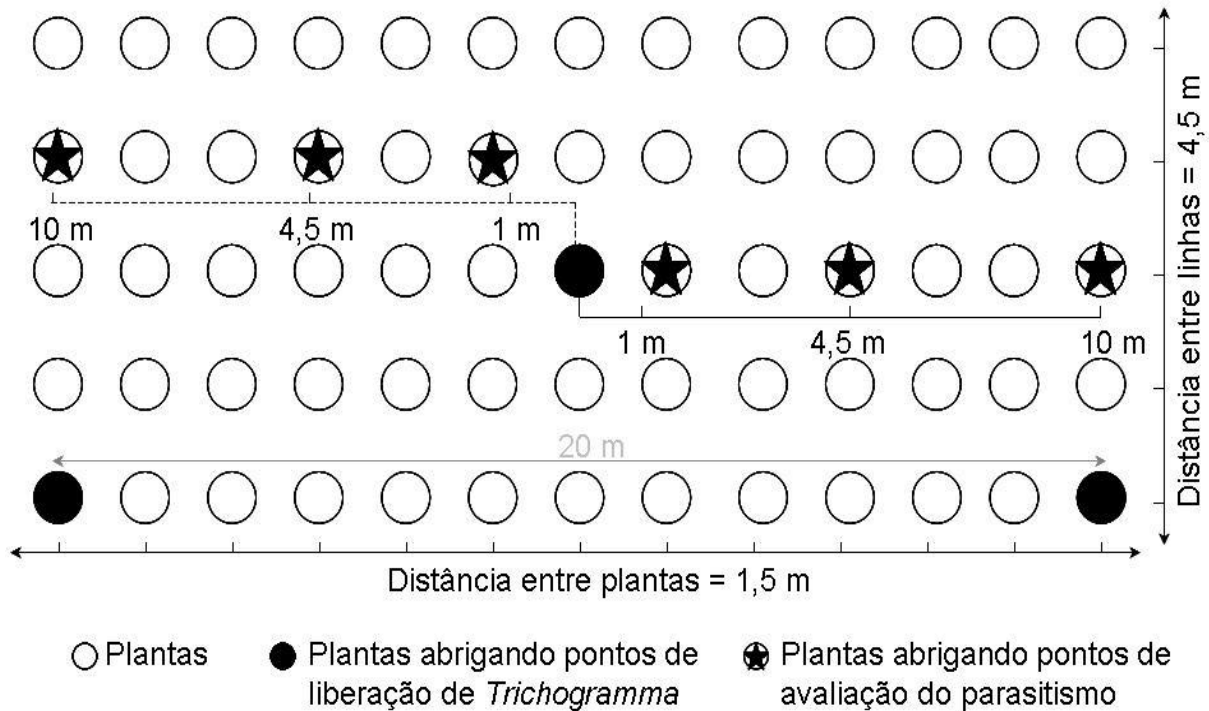 10 m
4,5 m
1 m
1 m
4,5 m
10 m
20 m
Distância entre linhas = 4,5 m
Distância entre plantas = 1,5 m
Plantas
Plantas abrigando pontos de
liberação de Trichogramma
Plantas abrigando pontos de
avaliação do parasitismo